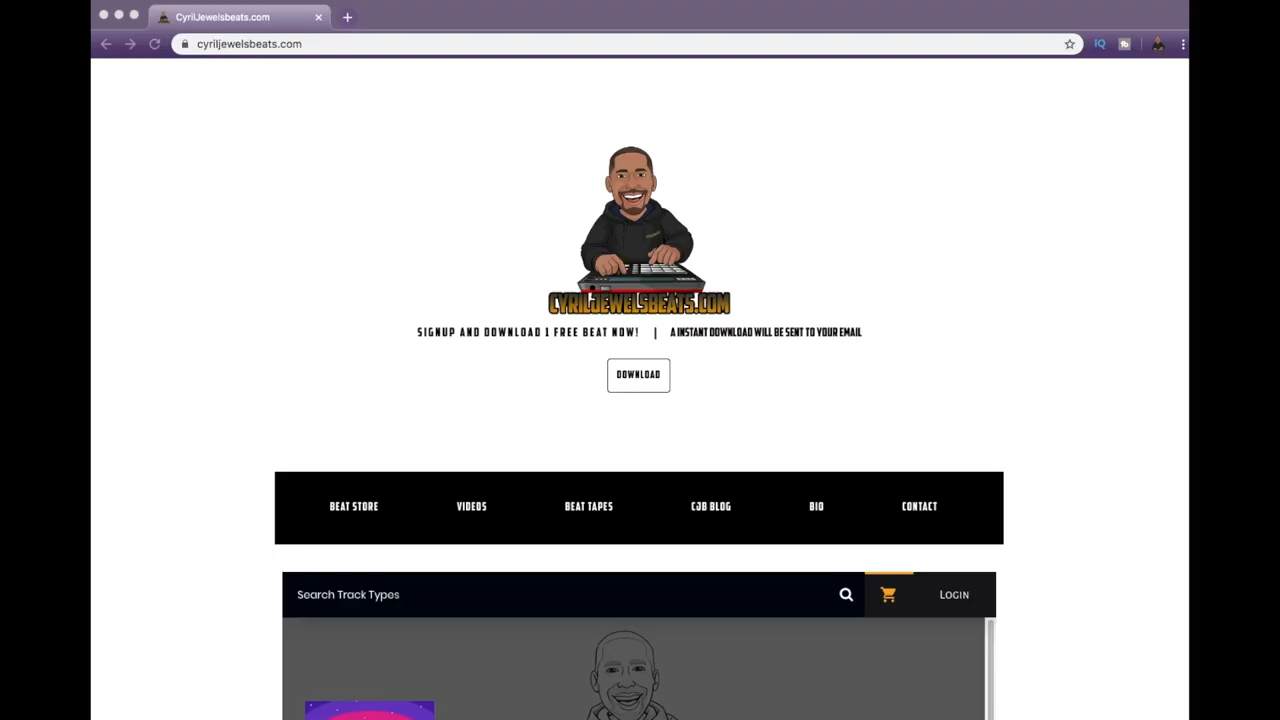 CyrilJewelsbeats.com
cyriljewelsbeats.com
IQ
CYRILJEWELSBEATS.COM
SIGNUP AND DOWNLOAD 1 FREE BEAT NOW! | A INSTANT DOWNLOAD WILL BE SENT TO YOUR EMAIL
DOWNLOAD
BEAT STORE VIDEOS BEAT TAPES CJB BLOG BIO CONTACT
Search Track Types LOGIN